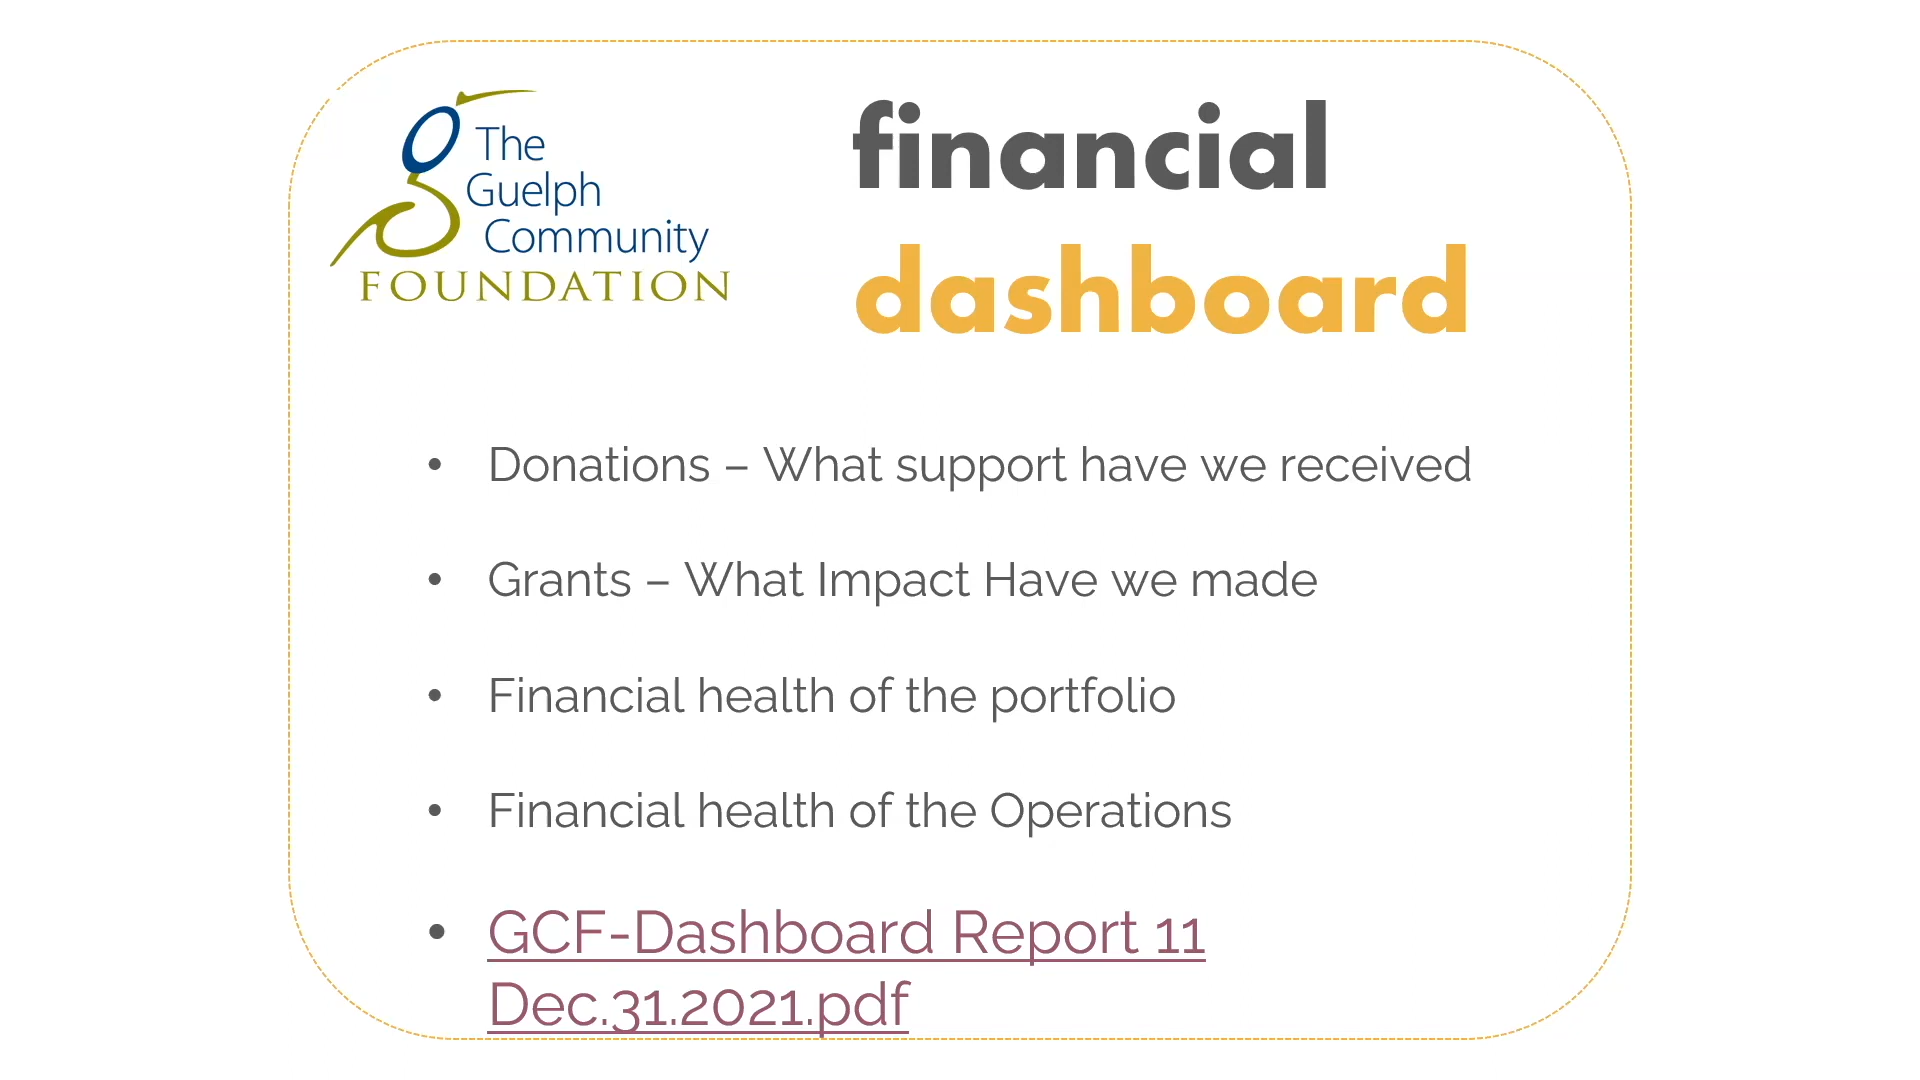 The
Guelph
Community
FOUNDATION
financial
dashboard
• Donations – What support have we received
• Grants – What Impact Have we made
• Financial health of the portfolio
• Financial health of the Operations
• GCF-Dashboard Report 11
Dec.31.2021.pdf